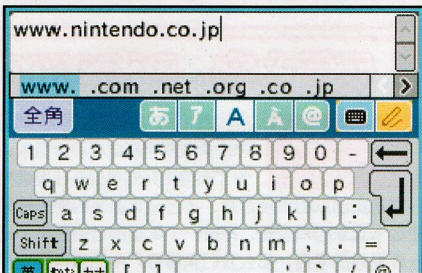 www.nintendo.co.jp
www. .com .net .org .co .jp
全角 あ ア A À @
1 2 3 4 5 6 7 8 9 0 -
q w e r t y u i o p
Caps a s d f g h j k l :
Shift z x c v b n m , . =
英 [ ] ' ` / @